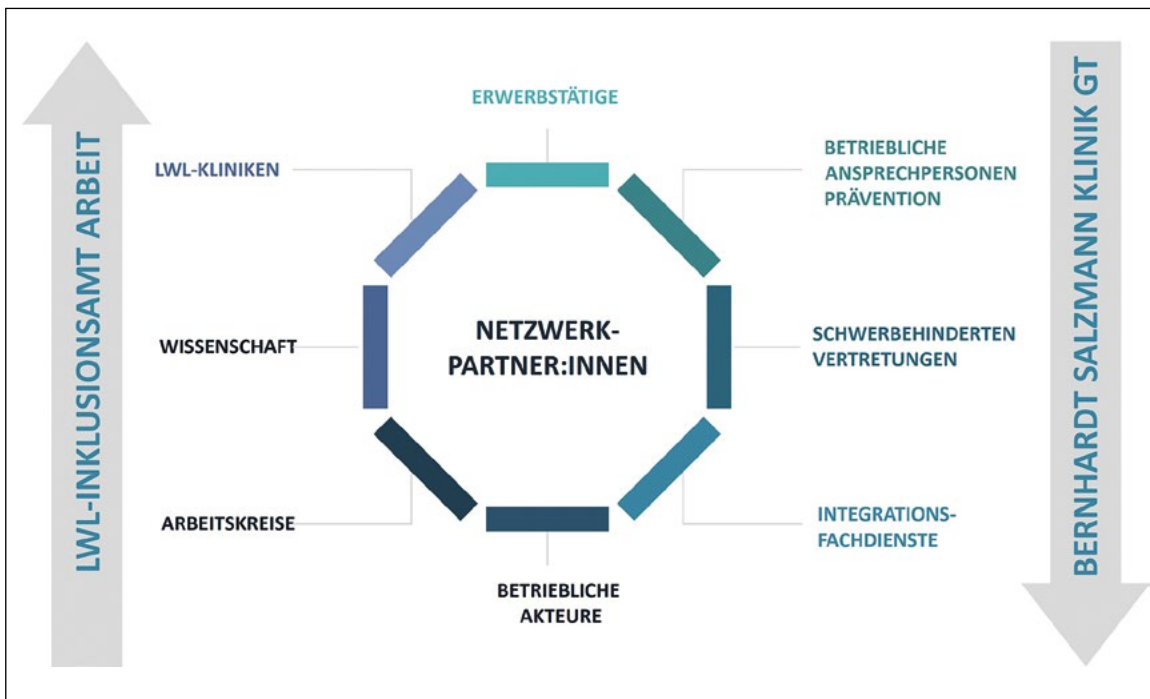 LWL-INKLUSIONSAMT ARBEIT
ERWERBSTÄTIGE
LWL-KLINIKEN
BETRIEBLICHE
ANSPRECHPERSONEN
PRÄVENTION
NETZWERK-
PARTNER:INNEN
WISSENSCHAFT
SCHWERBEHINDERTEN
VERTRETUNGEN
ARBEITSKREISE
INTEGRATIONS-
FACHDIENSTE
BETRIEBLICHE
AKTEURE
BERNHARDT SALZMANN KLINIK GT